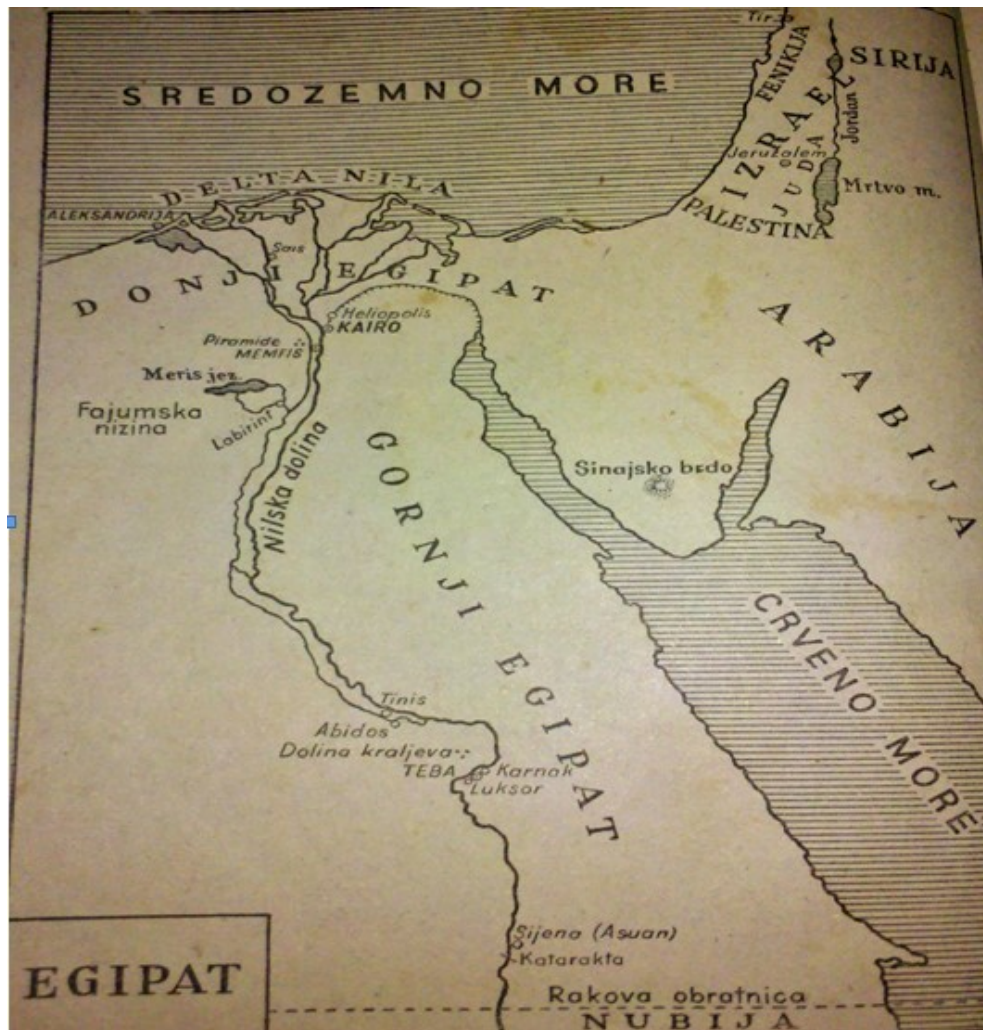 Tir
FENIKIJA
SIRIJA
SREDOZEMNO MORE
IZRAEL
Jordan
Jeruzalem
JUDA
Mrtvo m.
PALESTINA
DELTA NILA
ALEKSANDRIJA
Sais
DONJI EGIPAT
Heliopolis
KAIRO
Piramide
MEMFIS
Meris jez.
Fajumska
nizina
Labirint
Nilska dolina
ARABIJA
GORNJI EGIPAT
Sinajsko brdo
CRVENO MORE
Tinis
Abidos
Dolina kraljeva
TEBA
Karnak
Luksor
Sijena (Asuan)
Katarakta
EGIPAT
Rakova obratnica
NUBIJA